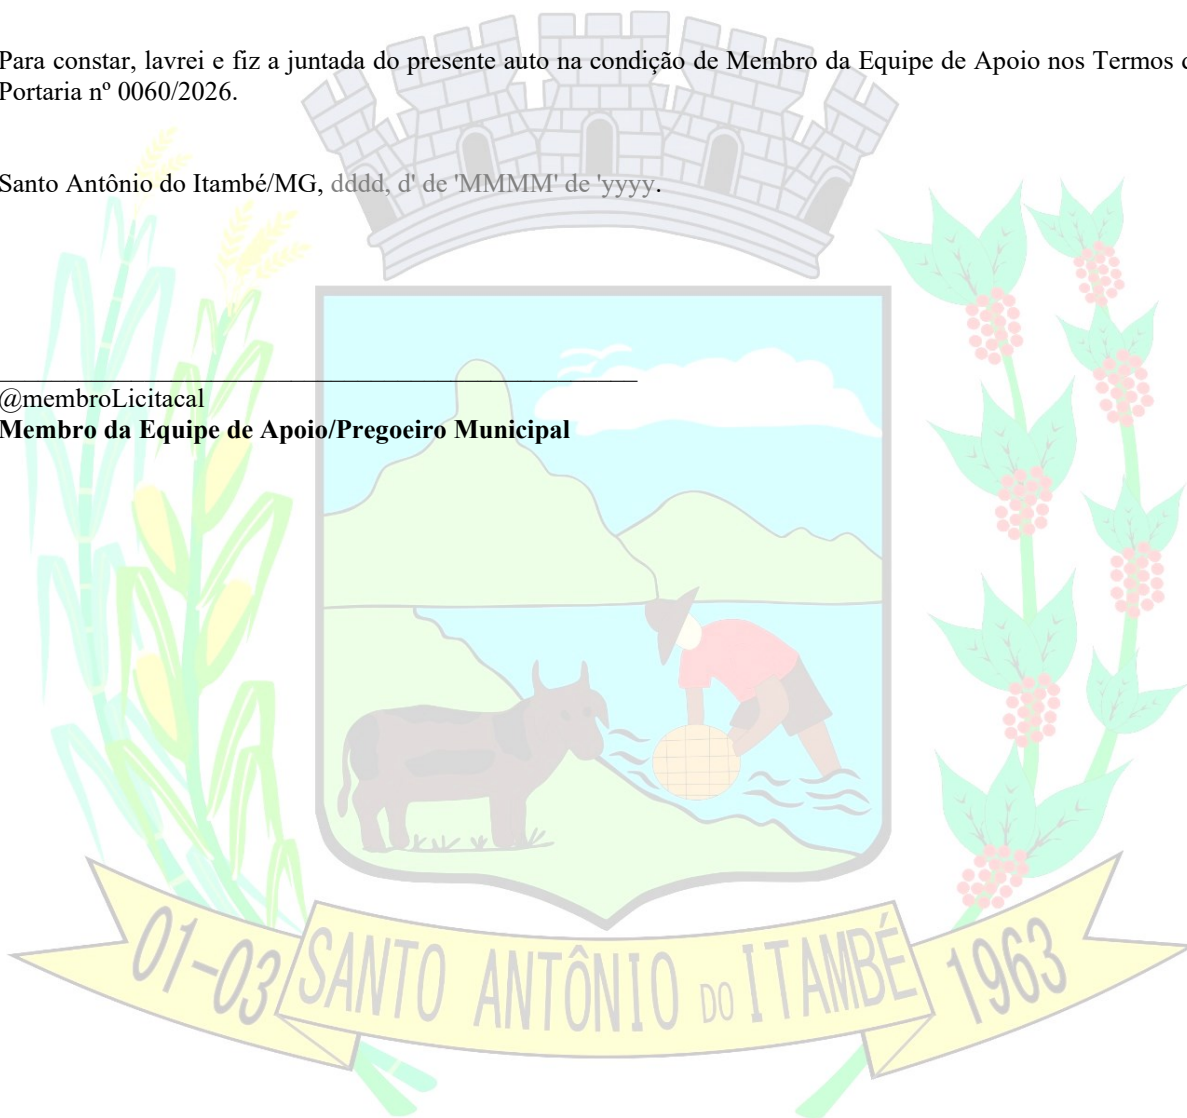 Para constar, lavrei e fiz a juntada do presente auto na condição de Membro da Equipe de Apoio nos Termos
Portaria nº 0060/2026.
Santo Antônio do Itambé/MG, dddd, d' de 'MMMM' de 'yyyy.
@membroLicitacal
Membro da Equipe de Apoio/Pregoeiro Municipal
01-03 SANTO ANTÔNIO DO ITAMBÉ 1963